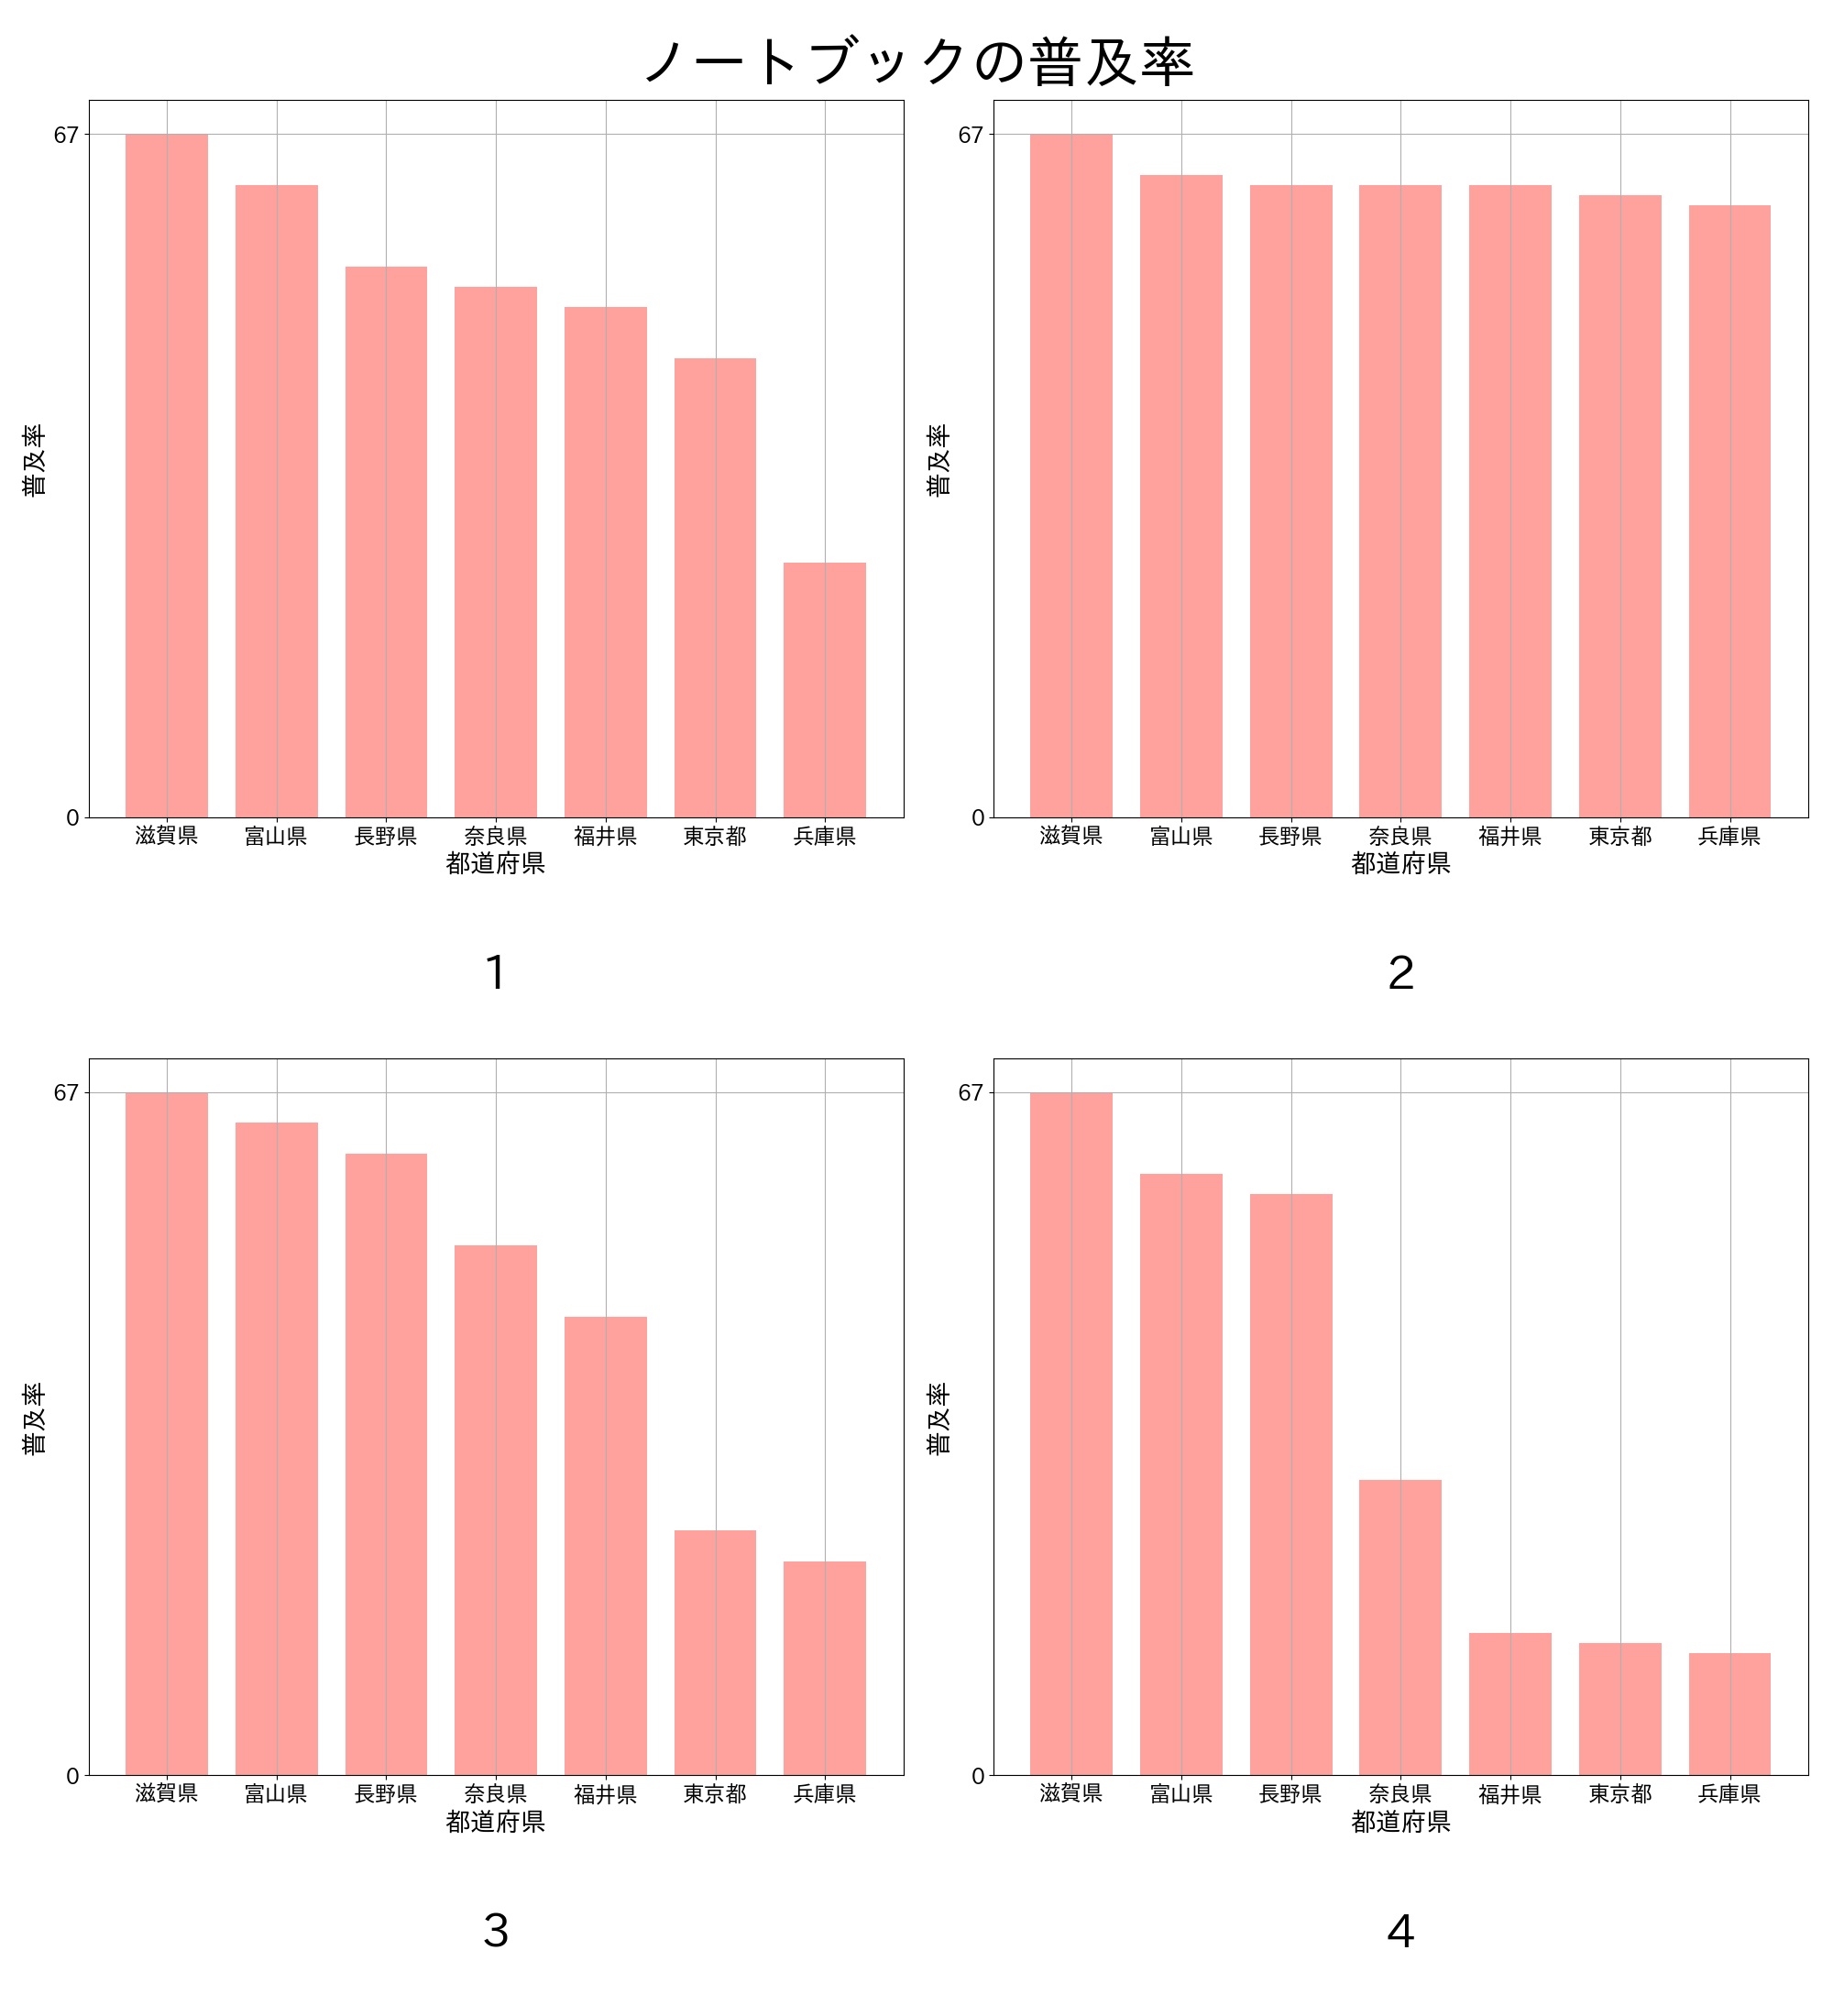 ノートブックの普及率
67
0
普及率
滋賀県 富山県 長野県 奈良県 福井県 東京都 兵庫県
都道府県
1
67
0
普及率
滋賀県 富山県 長野県 奈良県 福井県 東京都 兵庫県
都道府県
2
67
0
普及率
滋賀県 富山県 長野県 奈良県 福井県 東京都 兵庫県
都道府県
3
67
0
普及率
滋賀県 富山県 長野県 奈良県 福井県 東京都 兵庫県
都道府県
4